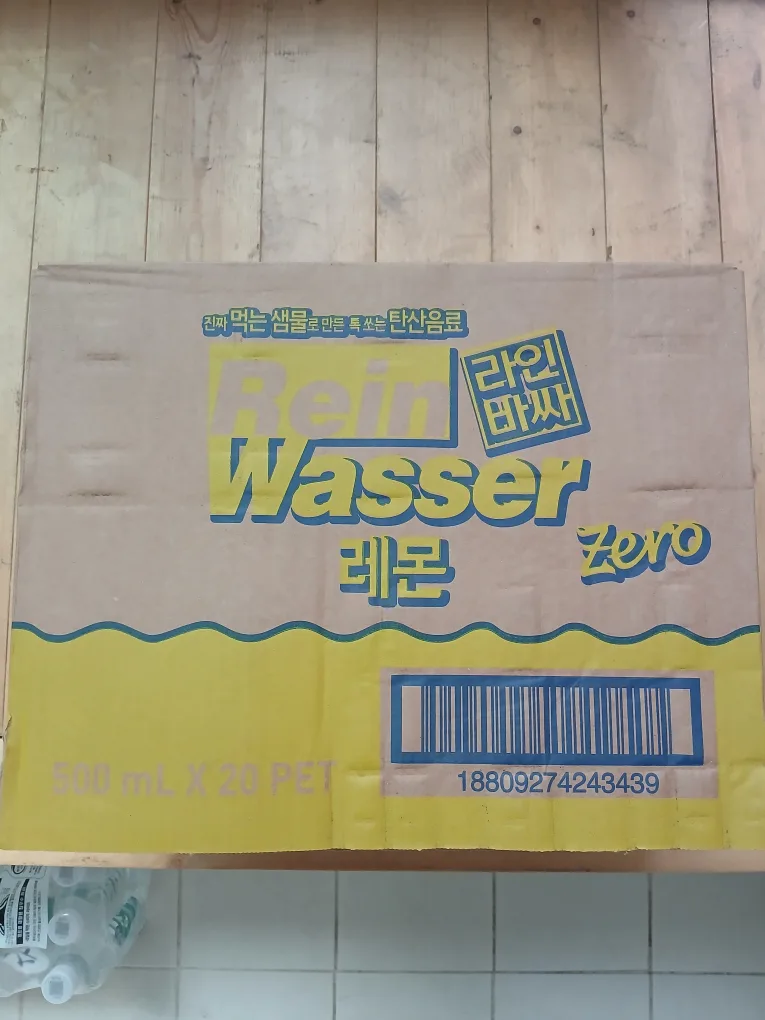 진짜 먹는 샘물로 만든 톡 쏘는 탄산음료
Rein
라인
바싸
Wasser
레몬
zero
500 mL X 20 PET
18809274243439